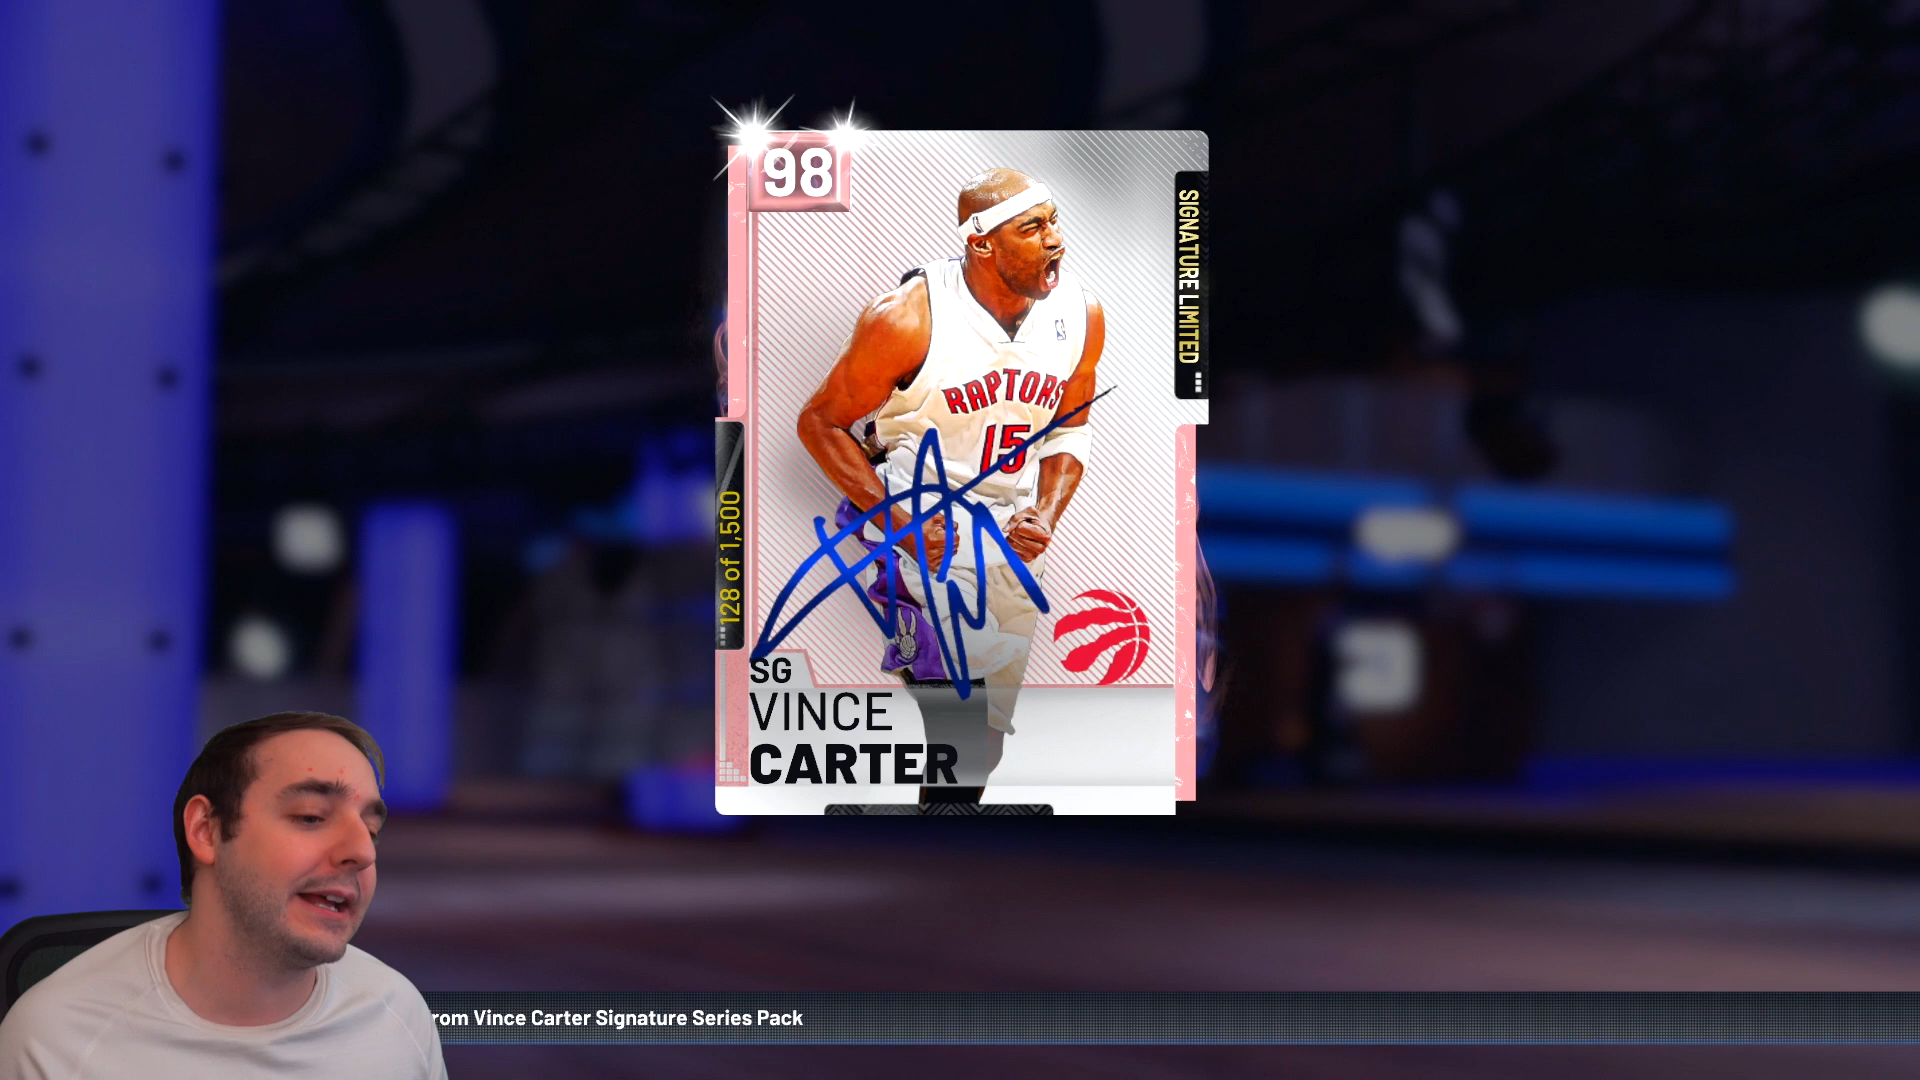 98
SIGNATURE LIMITED
RAPTORS
15
128 of 1,500
SG
VINCE
CARTER
rom Vince Carter Signature Series Pack